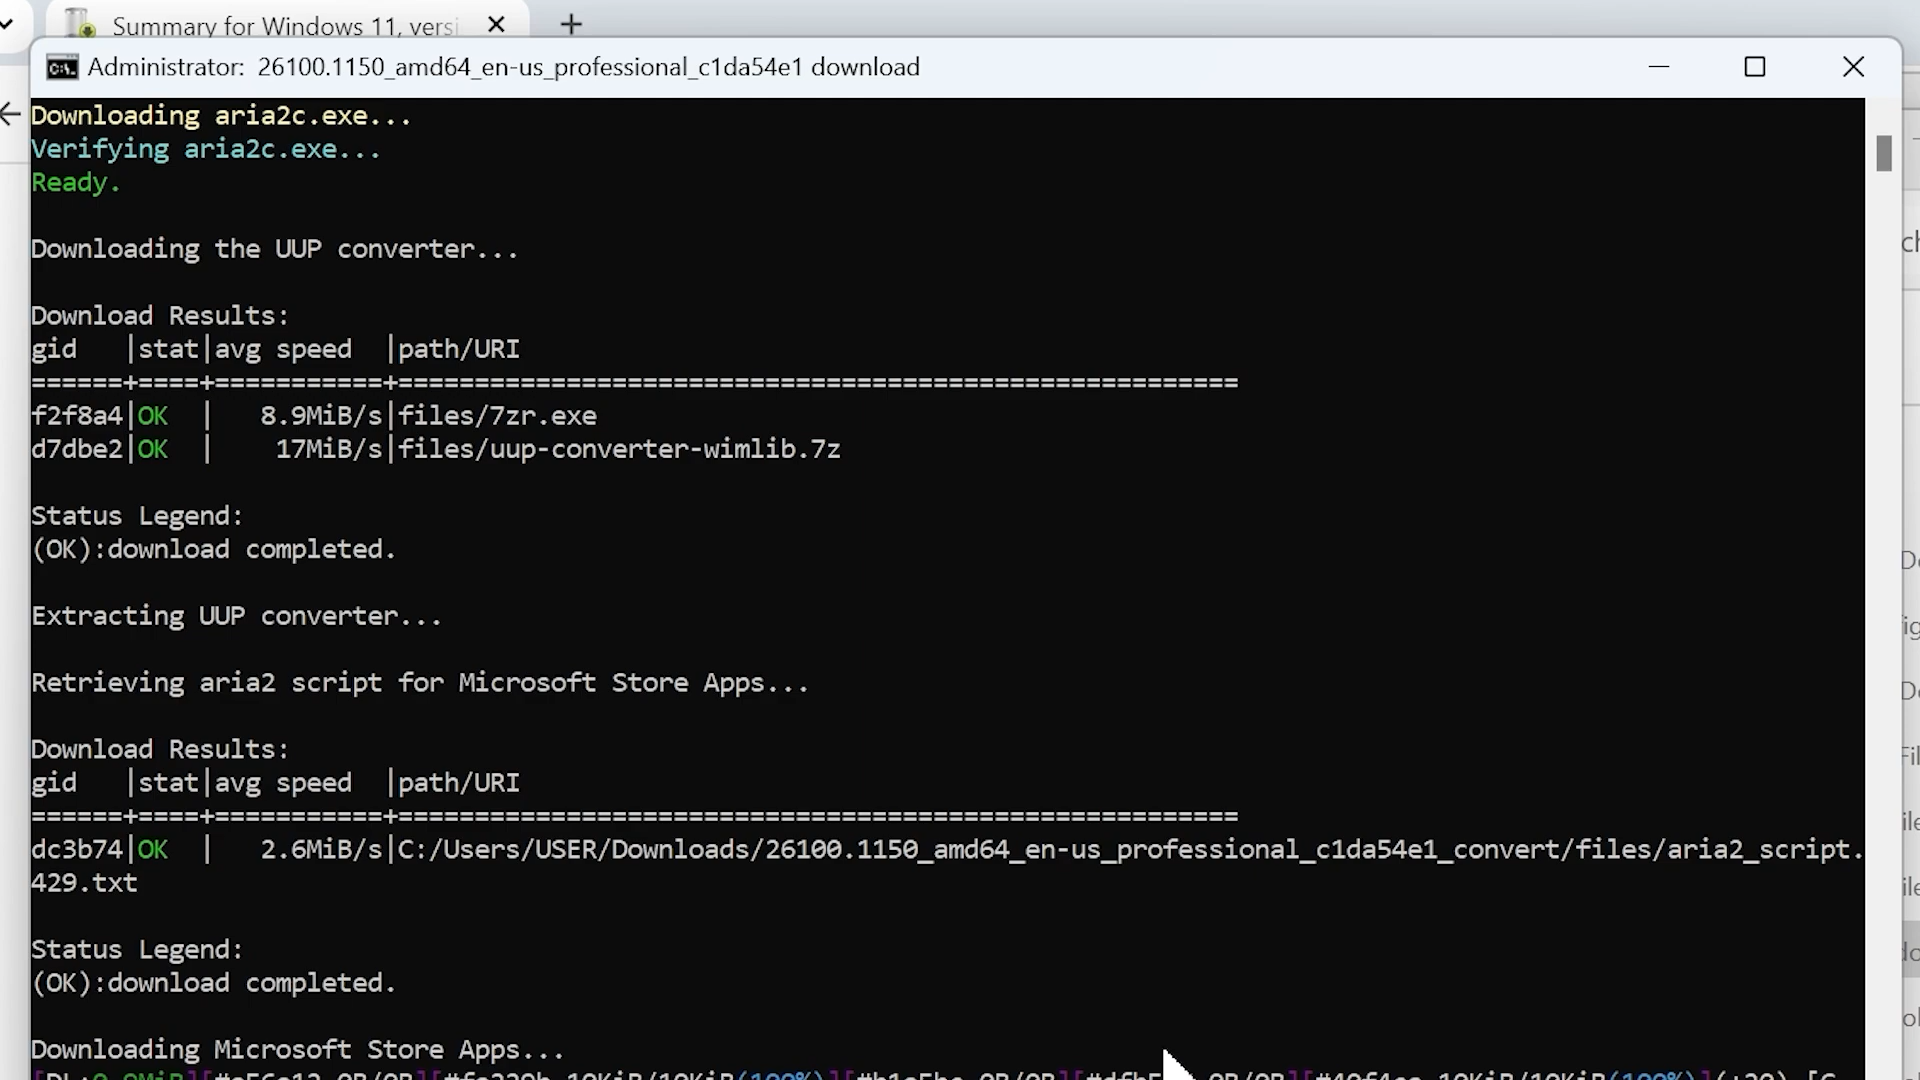 Summary for Windows 11, versi
Administrator:  26100.1150_amd64_en-us_professional_c1da54e1 download
Downloading aria2c.exe...
Verifying aria2c.exe...
Ready.
Downloading the UUP converter...
Download Results:
gid   |stat|avg speed  |path/URI
======+====+===========+=======================================================
f2f8a4|OK  |   8.9MiB/s|files/7zr.exe
d7dbe2|OK  |    17MiB/s|files/uup-converter-wimlib.7z
Status Legend:
(OK):download completed.
Extracting UUP converter...
Retrieving aria2 script for Microsoft Store Apps...
Download Results:
gid   |stat|avg speed  |path/URI
======+====+===========+=======================================================
dc3b74|OK  |   2.6MiB/s|C:/Users/USER/Downloads/26100.1150_amd64_en-us_professional_c1da54e1_convert/files/aria2_script.
429.txt
Status Legend:
(OK):download completed.
Downloading Microsoft Store Apps...